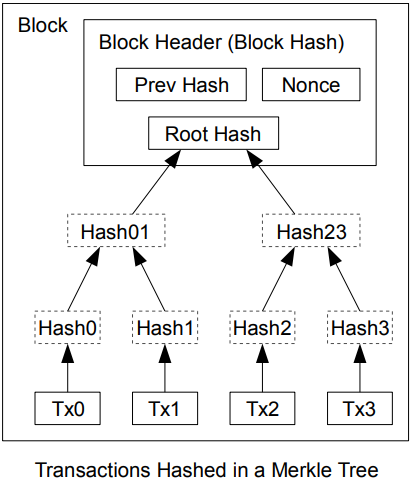 Block
Block Header (Block Hash)
Prev Hash
Nonce
Root Hash
Hash01
Hash23
Hash0
Hash1
Hash2
Hash3
Tx0
Tx1
Tx2
Tx3
Transactions Hashed in a Merkle Tree